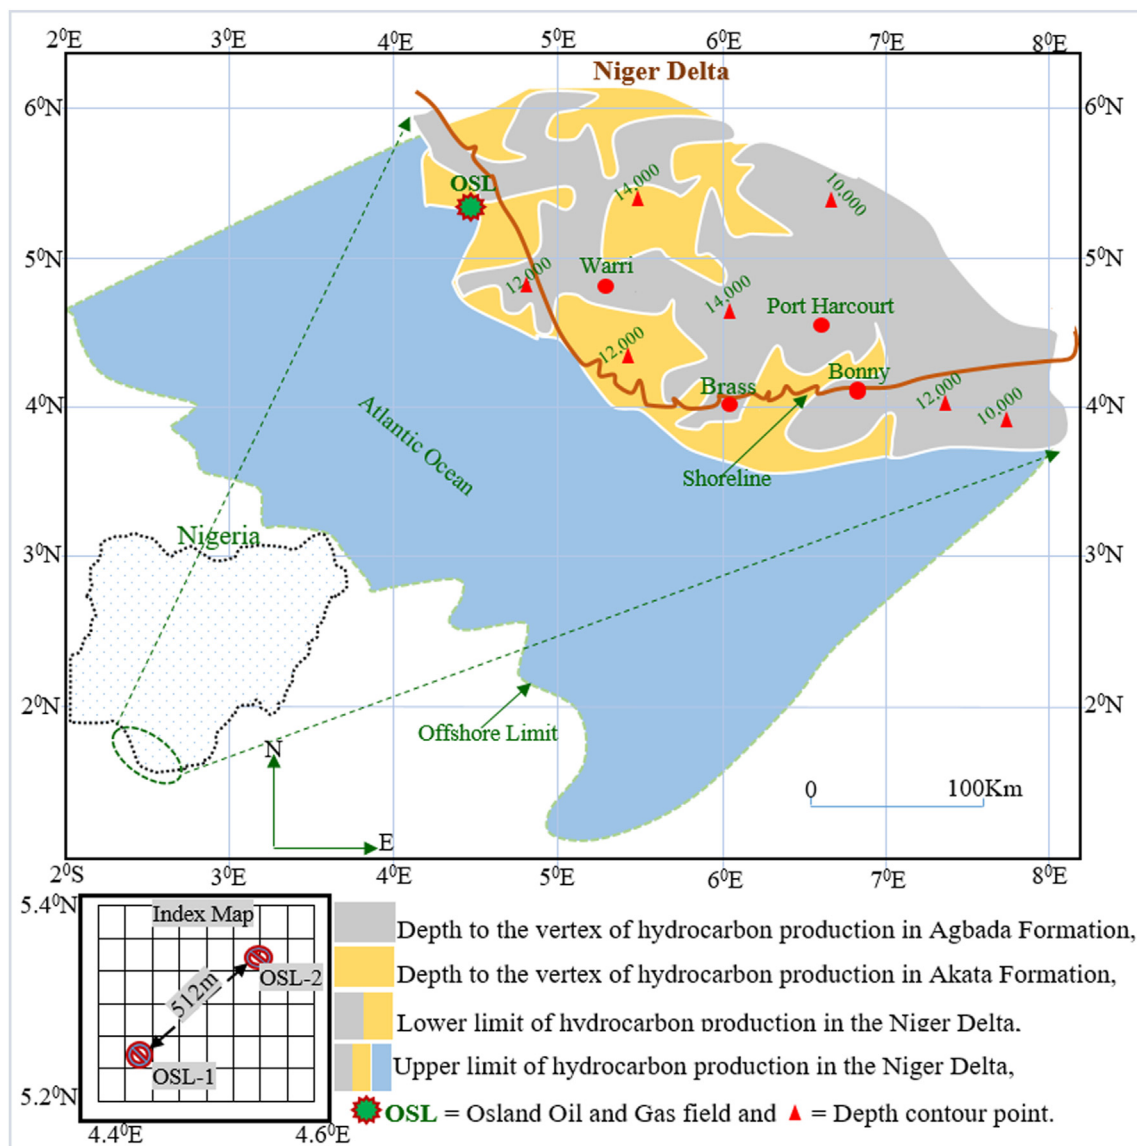 2⁰E 3⁰E 4⁰E 5⁰E 6⁰E 7⁰E 8⁰E
Niger Delta
6⁰N 6⁰N
OSL
14,000
10,000
5⁰N 5⁰N
Warri
12,000
14,000
Port Harcourt
12,000
Bonny
Brass
12,000
10,000
4⁰N 4⁰N
Atlantic Ocean
Shoreline
Nigeria
3⁰N 3⁰N
2⁰N 2⁰N
Offshore Limit
N
E
0 100Km
2⁰S 3⁰E 4⁰E 5⁰E 6⁰E 7⁰E 8⁰E
5.4⁰N
Index Map
OSL-2
512m
OSL-1
5.2⁰N
4.4⁰E 4.6⁰E
Depth to the vertex of hydrocarbon production in Agbada Formation,
Depth to the vertex of hydrocarbon production in Akata Formation,
Lower limit of hydrocarbon production in the Niger Delta,
Upper limit of hydrocarbon production in the Niger Delta,
OSL = Osland Oil and Gas field and ▲ = Depth contour point.